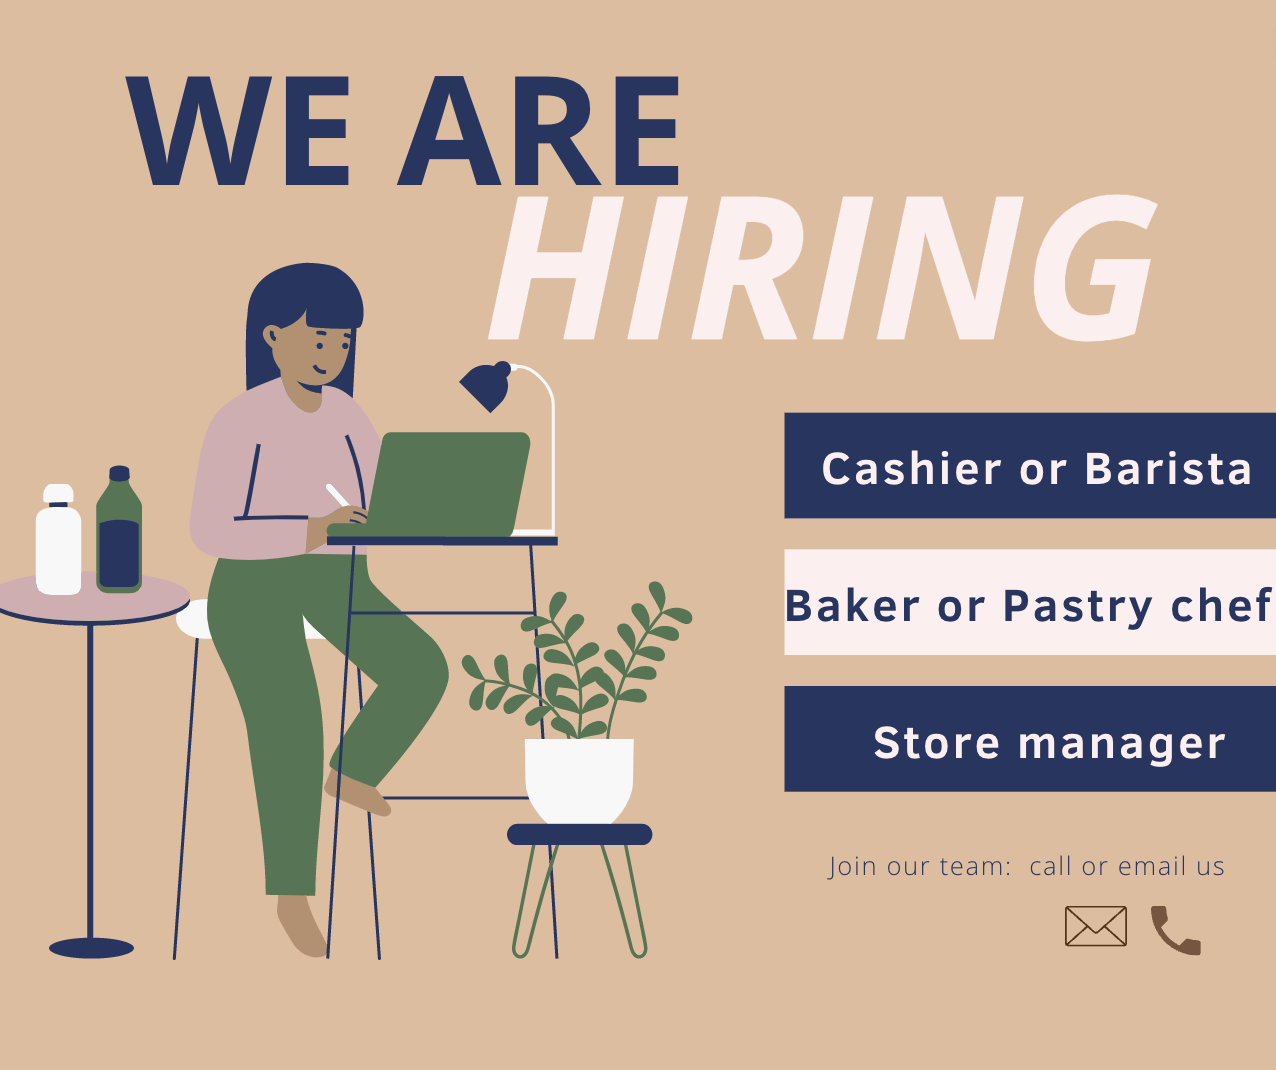 WE ARE
HIRING
Cashier or Barista
Baker or Pastry chef
Store manager
Join our team:  call or email us